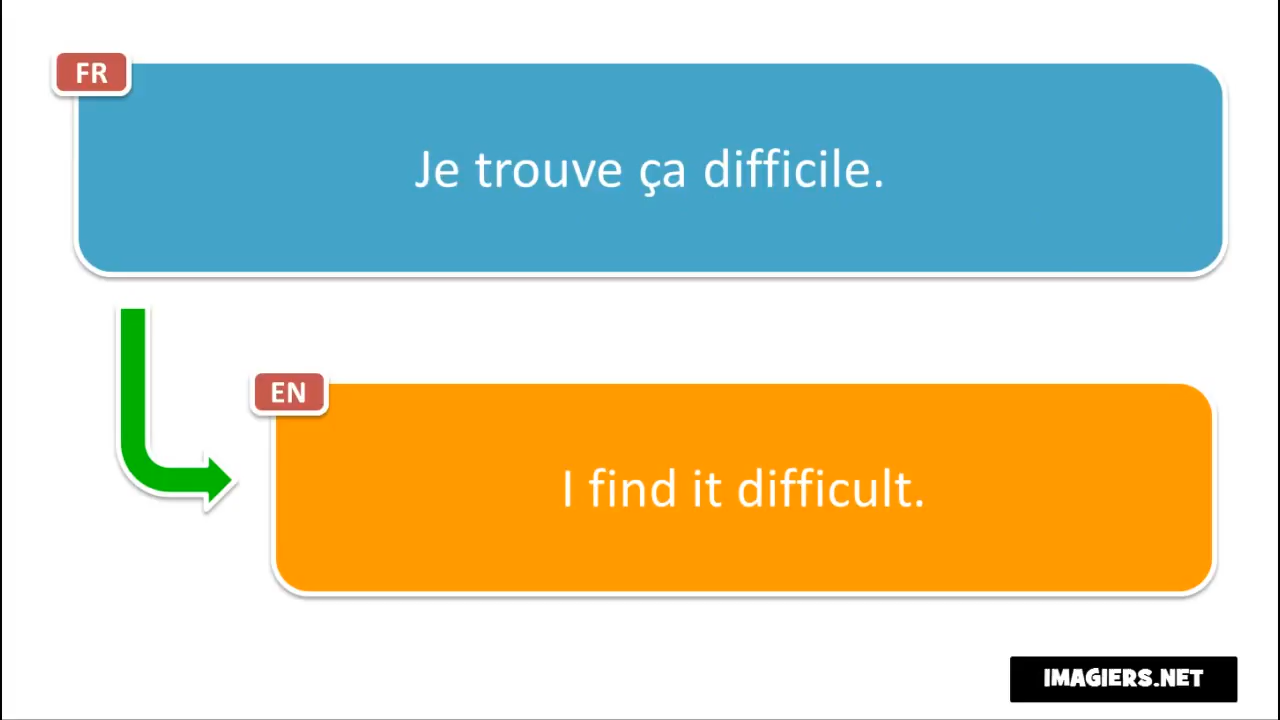 FR
Je trouve ça difficile.
EN
I find it difficult.
IMAGIERS.NET